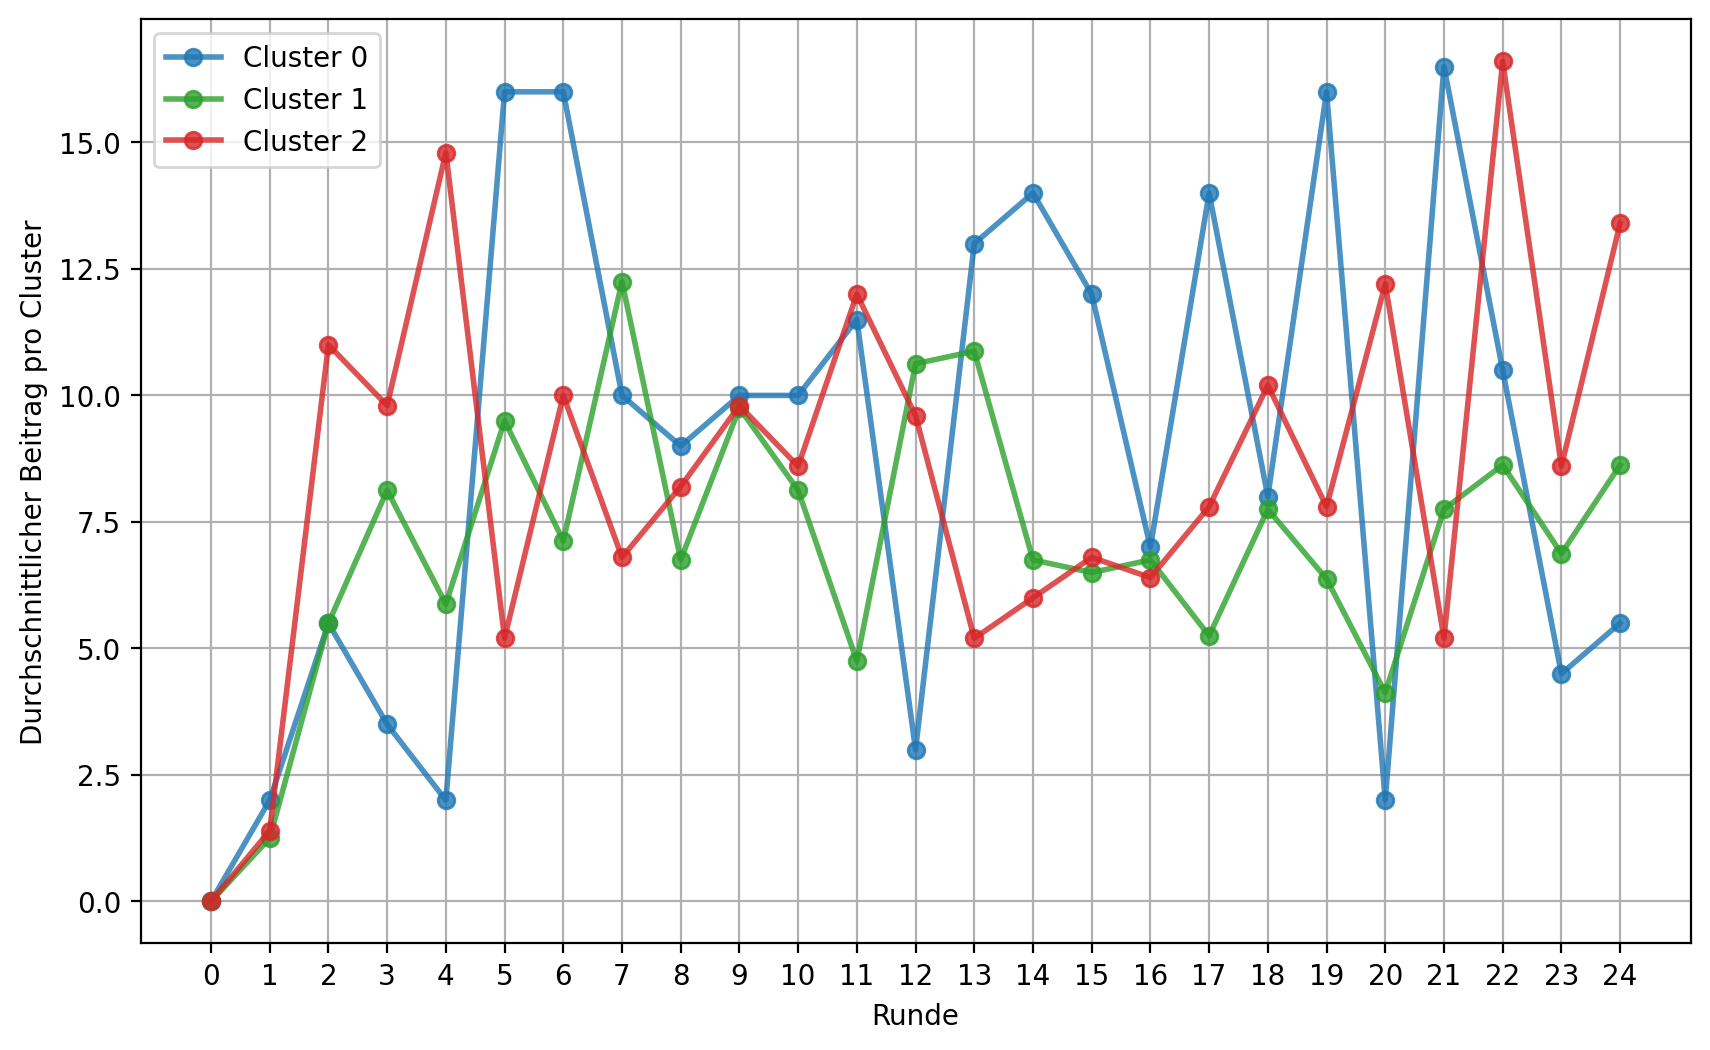 Cluster 0
Cluster 1
Cluster 2
Durchschnittlicher Beitrag pro Cluster
15.0
12.5
10.0
7.5
5.0
2.5
0.0
0 1 2 3 4 5 6 7 8 9 10 11 12 13 14 15 16 17 18 19 20 21 22 23 24
Runde